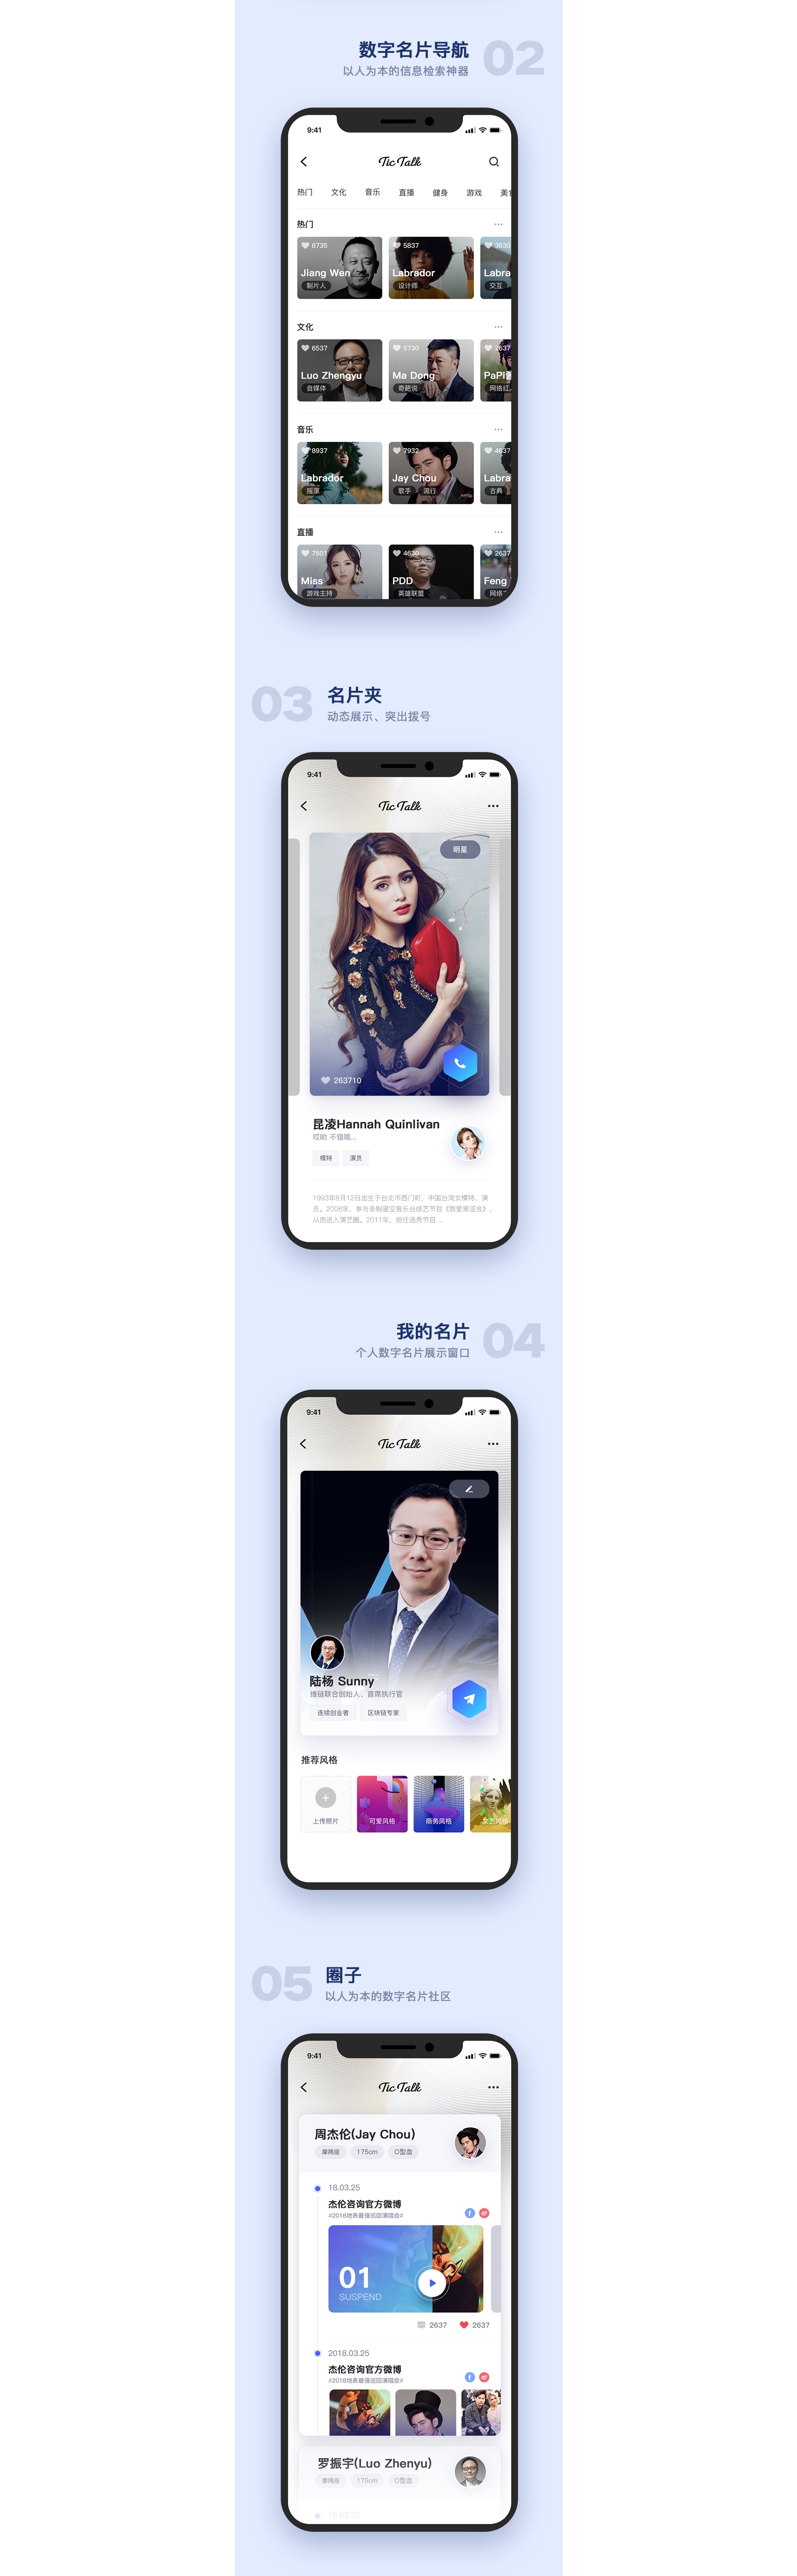 数字名片导航
以人为本的信息检索神器
02
9:41
Tic Talk
热门 文化 音乐 直播 健身 游戏
热门
8735 5837 3630
Jiang Wen Labrador Labra
制片人 设计师 交互
文化
6537 5730 2637
Luo Zhengyu Ma Dong PaPi
自媒体 奇葩说 网络红
音乐
8937 7932 4637
Labrador Jay Chou Labra
摇滚 歌手 流行 古典
直播
7501 4630 2637
Miss PDD Feng
游戏主持 英雄联盟 网络
03
名片夹
动态展示、突出拨号
9:41
Tic Talk
明星
263710
昆凌Hannah Quinlivan
哎哟 不错哦...
模特 演员
1993年8月12日出生于台北市西门町，中国台湾女模特、演
员。2008年，参与录制星空音乐台综艺节目《我爱黑涩会》，
从而进入演艺圈。2011年，担任选秀节目 ...
我的名片
个人数字名片展示窗口
04
9:41
Tic Talk
陆杨 Sunny
维链联合创始人、首席执行官
连续创业者 区块链专家
推荐风格
上传照片 可爱风格 商务风格 文艺风格
05
圈子
以人为本的数字名片社区
9:41
Tic Talk
周杰伦(Jay Chou)
摩羯座 175cm O型血
18.03.25
杰伦咨询官方微博
#2018地表最强巡回演唱会#
01
SUSPEND
2637 2637
2018.03.25
杰伦咨询官方微博
#2018地表最强巡回演唱会#
罗振宇(Luo Zhenyu)
摩羯座 175cm O型血
18.03.25